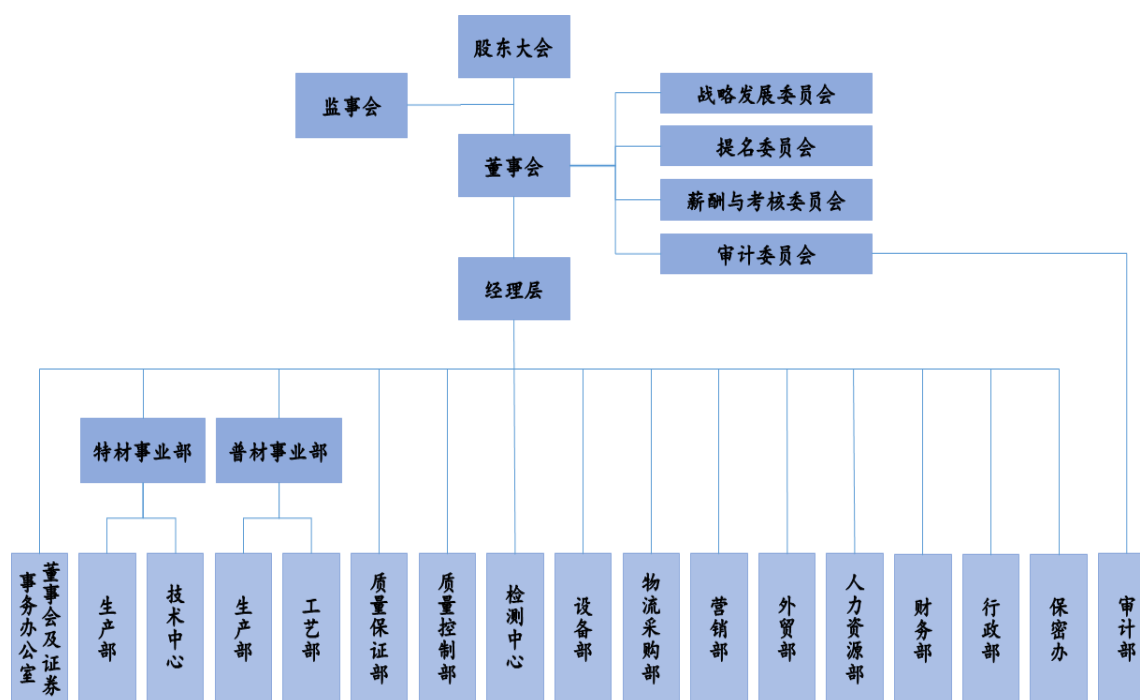 股东大会
监事会
战略发展委员会
提名委员会
董事会
薪酬与考核委员会
审计委员会
经理层
特材事业部
普材事业部
董事会及证券
事务办公室
生产部
技术中心
生产部
工艺部
质量保证部
质量控制部
检测中心
设备部
物流采购部
营销部
外贸部
人力资源部
财务部
行政部
保密办
审计部